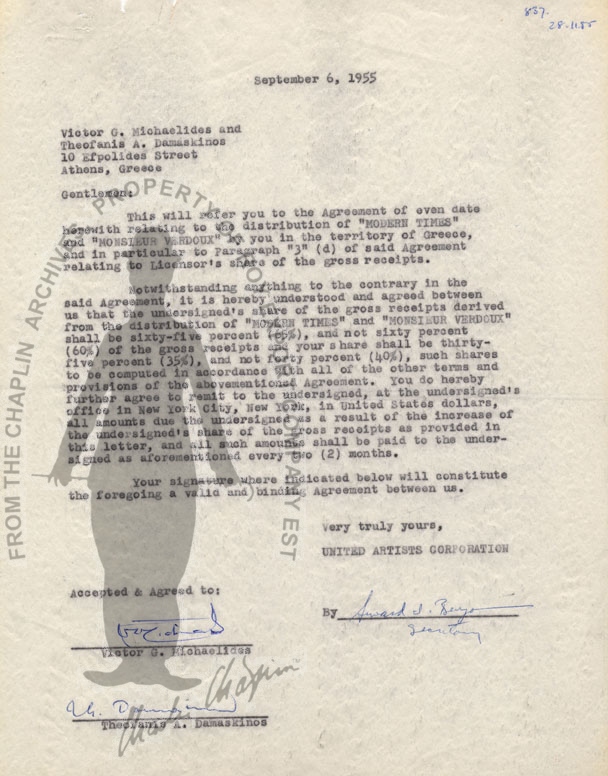 837.
28.11.55
September 6, 1955
Victor G. Michaelides and
Theofanis A. Damaskinos
10 Efpolides Street
Athens, Greece
Gentlemen:
This will refer you to the Agreement of even date
herewith relating to the distribution of "MODERN TIMES"
and "MONSIEUR VERDOUX" by you in the territory of Greece,
and in particular to Paragraph "3" (d) of said Agreement
relating to Licensor's share of the gross receipts.
Notwithstanding anything to the contrary in the
said Agreement, it is hereby understood and agreed between
us that the undersigned's share of the gross receipts derived
from the distribution of "MODERN TIMES" and "MONSIEUR VERDOUX"
shall be sixty-five percent (65%), and not sixty percent
(60%) of the gross receipts and your share shall be thirty-
five percent (35%), and not forty percent (40%), such shares
to be computed in accordance with all of the other terms and
provisions of the abovementioned Agreement. You do hereby
further agree to remit to the undersigned, at the undersigned's
office in New York City, New York, in United States dollars,
all amounts due the undersigned as a result of the increase of
the undersigned's share of the gross receipts as provided in
this letter, and all such amounts shall be paid to the under-
signed as aforementioned every two (2) months.
Your signature where indicated below will constitute
the foregoing a valid and binding Agreement between us.
Very truly yours,
UNITED ARTISTS CORPORATION
Accepted & Agreed to:
By
Secretary
Victor G. Michaelides
Theofanis A. Damaskinos
FROM THE CHAPLIN ARCHIVES, PROPERTY OF COMPANY EST
Charlie Chaplin